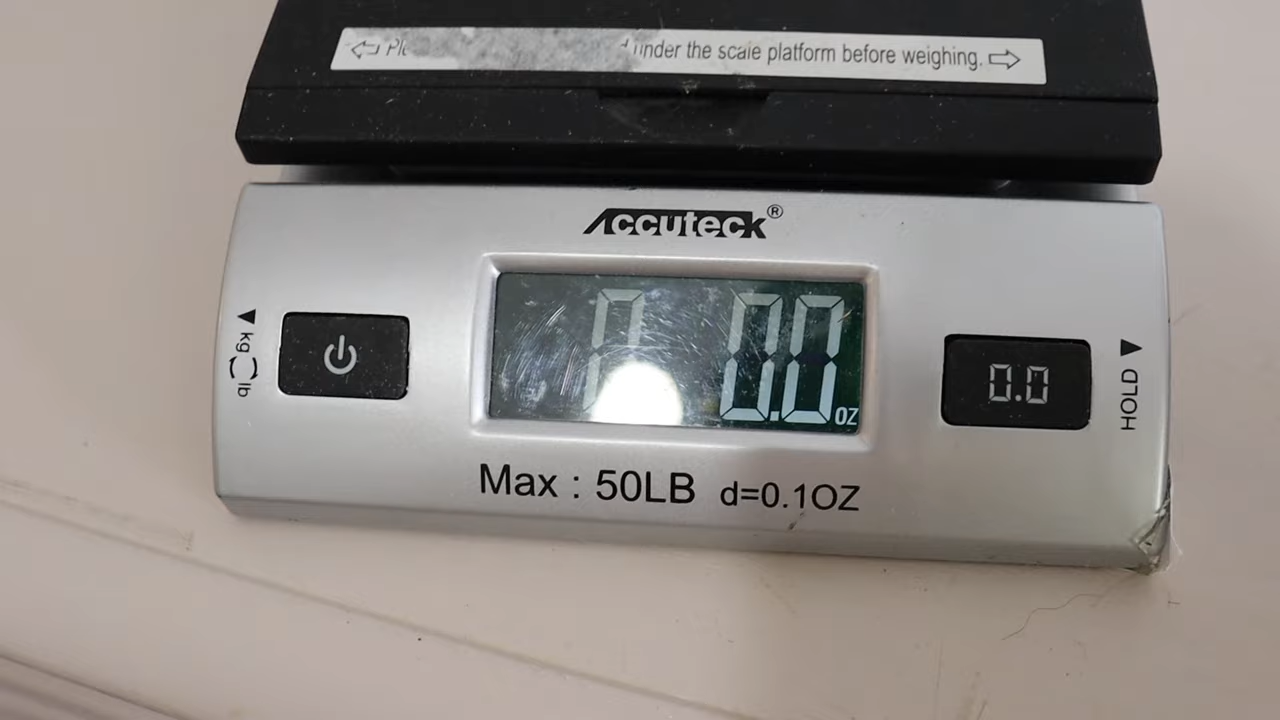 under the scale platform before weighing.
Accuteck®
kg lb
0 0.0 OZ
0.0
HOLD
Max : 50LB d=0.1OZ